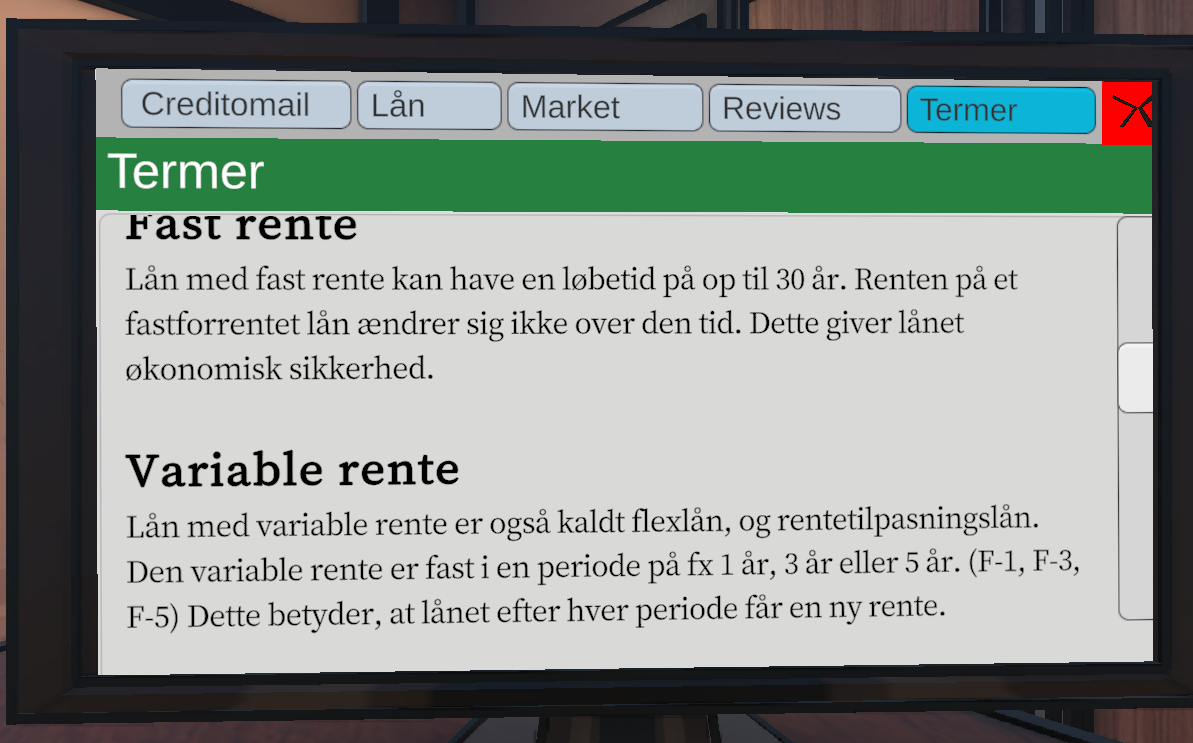 Creditomail Lån Market Reviews Termer
Termer
Fast rente
Lån med fast rente kan have en løbetid på op til 30 år. Renten på et
fastforrentet lån ændrer sig ikke over den tid. Dette giver lånet
økonomisk sikkerhed.
Variable rente
Lån med variable rente er også kaldt flexlån, og rentetilpasningslån.
Den variable rente er fast i en periode på fx 1 år, 3 år eller 5 år. (F-1, F-3,
F-5) Dette betyder, at lånet efter hver periode får en ny rente.